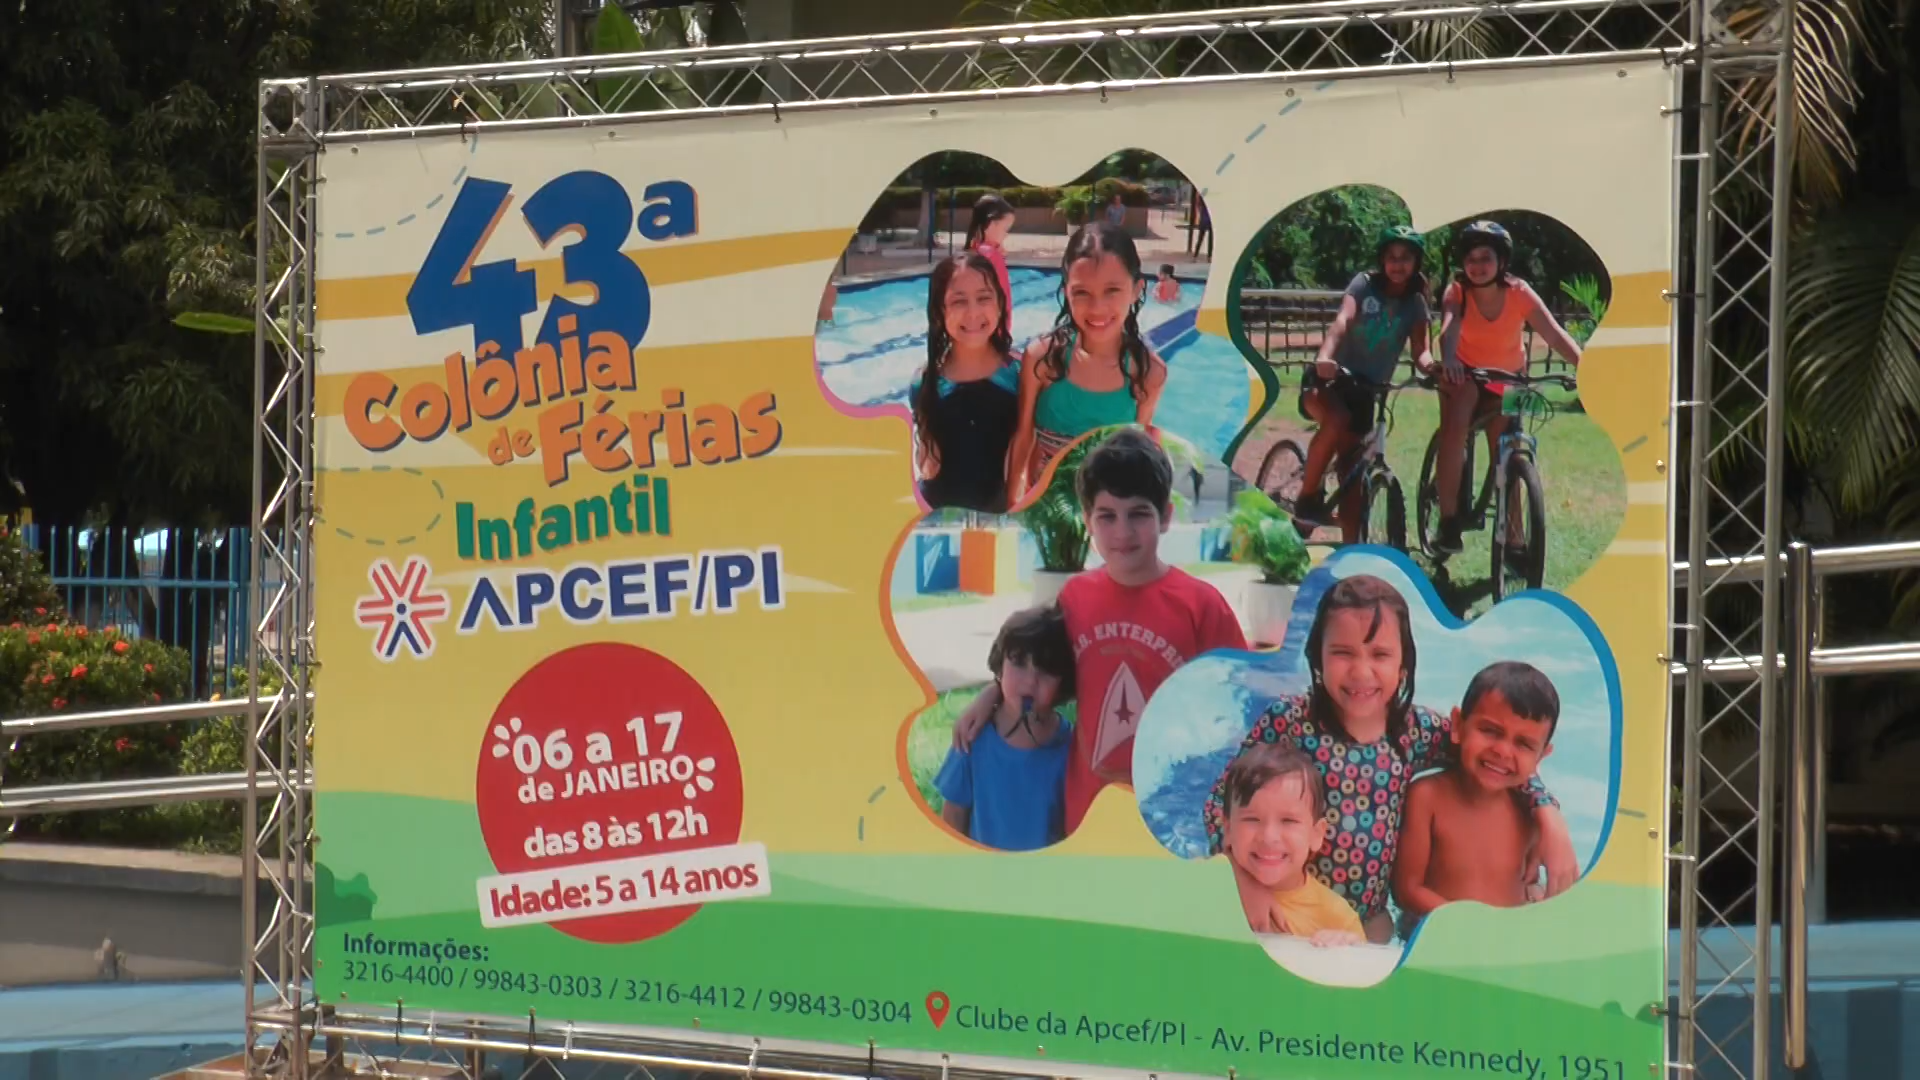 43ª
Colônia
de Férias
Infantil
APCEF/PI
06 a 17
de JANEIRO
das 8 às 12h
Idade: 5 a 14 anos
Informações:
3216-4400 / 99843-0303 / 3216-4412 / 99843-0304
Clube da Apcef/PI - Av. Presidente Kennedy, 1951